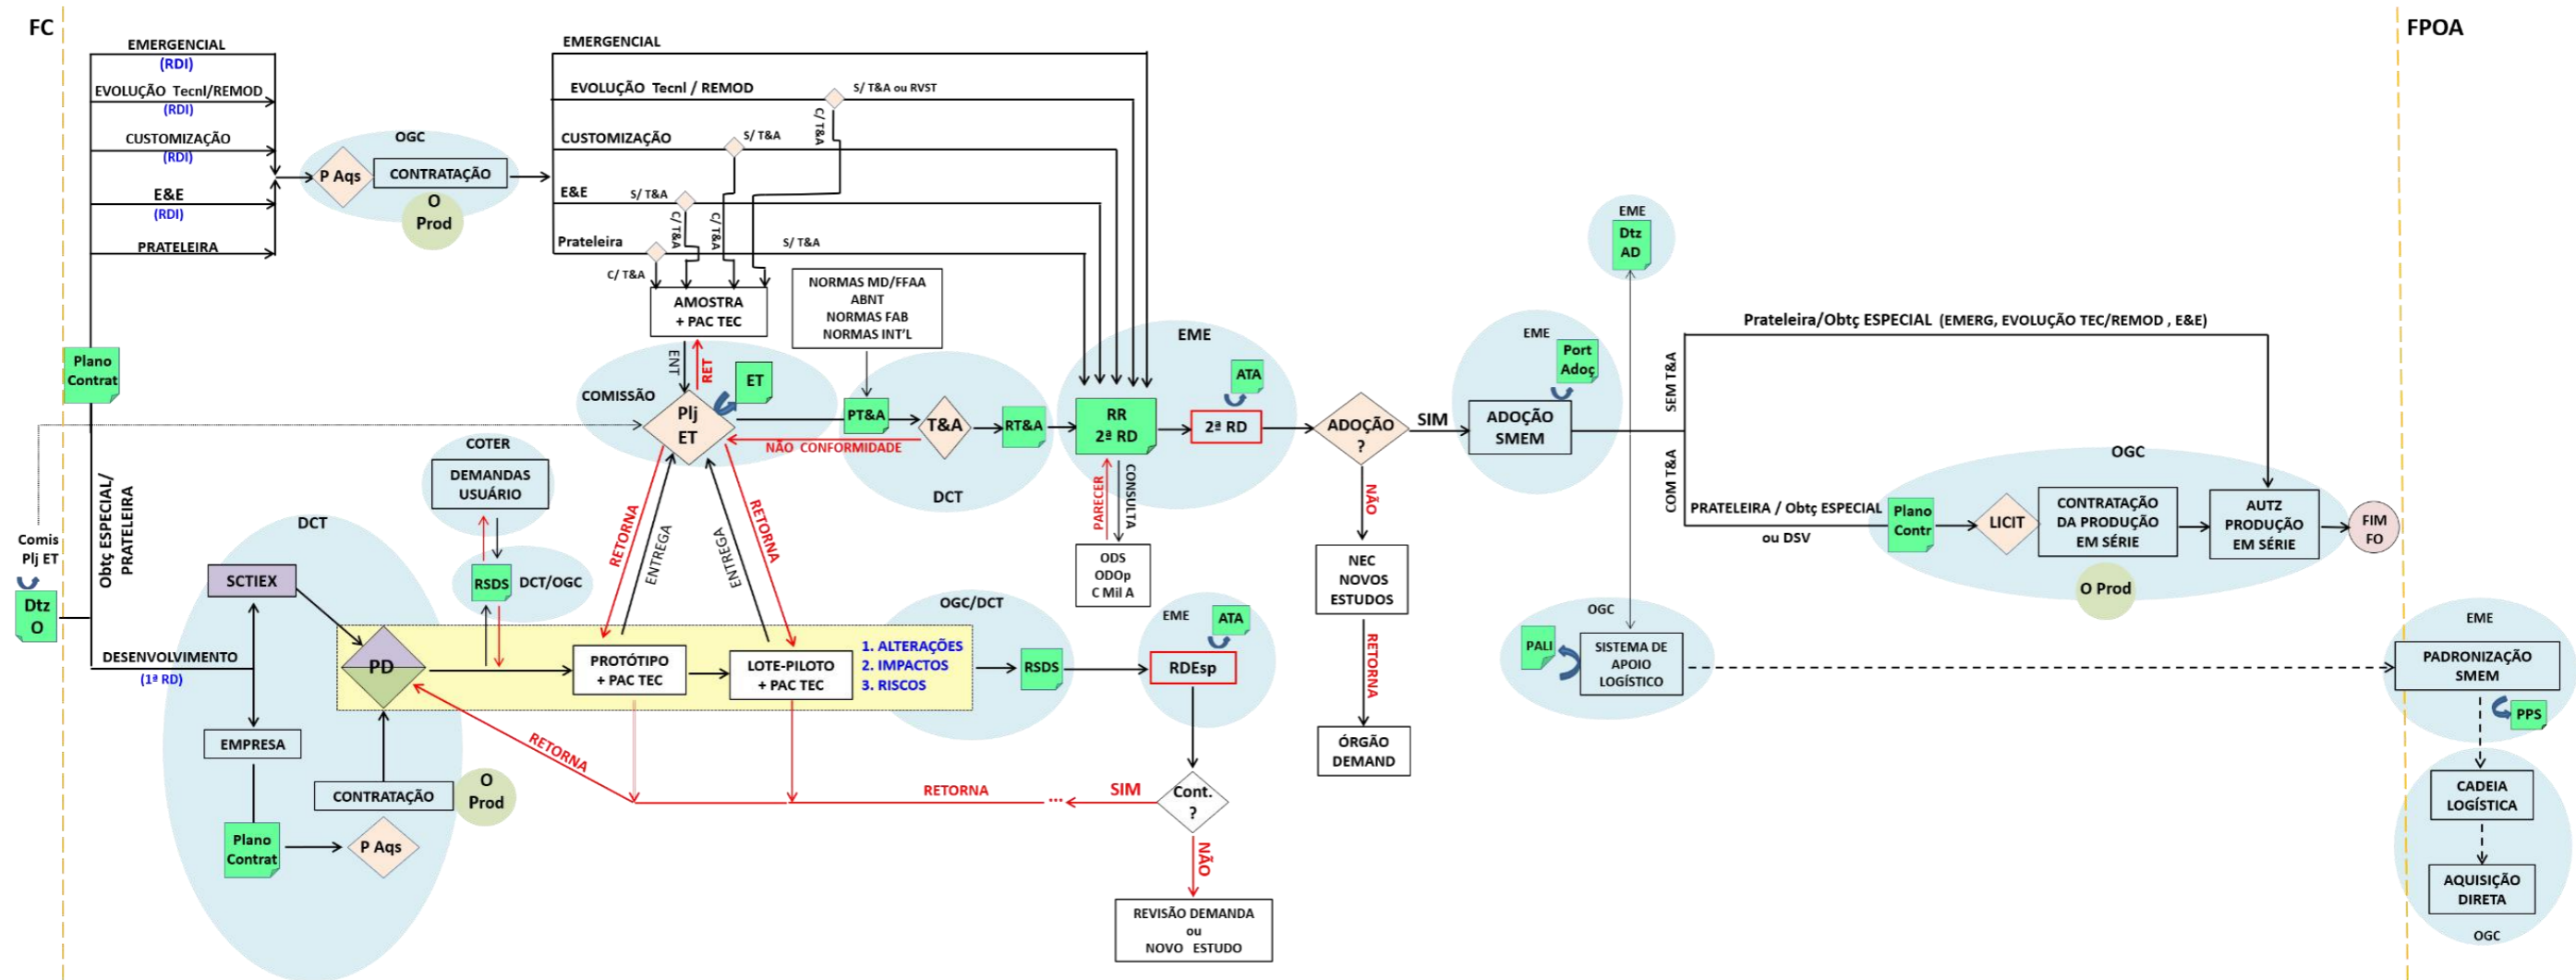 FC
FPOA
EMERGENCIAL
(RDI)
EVOLUÇÃO Tecnl/REMOD
(RDI)
CUSTOMIZAÇÃO
(RDI)
E&E
(RDI)
PRATELEIRA
OGC
P Aqs
CONTRATAÇÃO
O
Prod
EMERGENCIAL
EVOLUÇÃO Tecnl / REMOD
S/ T&A ou RVST
C/ T&A
CUSTOMIZAÇÃO
S/ T&A
C/ T&A
E&E
S/ T&A
C/ T&A
Prateleira
S/ T&A
C/ T&A
AMOSTRA
+ PAC TEC
NORMAS MD/FFAA
ABNT
NORMAS FAB
NORMAS INT'L
ENT
RET
COMISSÃO
ET
Plj
ET
PT&A
T&A
RT&A
NÃO CONFORMIDADE
DCT
EME
RR
2ª RD
ATA
2ª RD
PARECER
CONSULTA
ODS
ODOp
C Mil A
ADOÇÃO
?
SIM
NÃO
NEC
NOVOS
ESTUDOS
RETORNA
ÓRGÃO
DEMAND
EME
Port
Adoç
ADOÇÃO
SMEM
EME
Dtz
AD
SEM T&A
COM T&A
Prateleira/Obtç ESPECIAL (EMERG, EVOLUÇÃO TEC/REMOD , E&E)
PRATELEIRA / Obtç ESPECIAL
ou DSV
OGC
Plano
Contr
LICIT
CONTRATAÇÃO
DA PRODUÇÃO
EM SÉRIE
AUTZ
PRODUÇÃO
EM SÉRIE
FIM
FO
O Prod
OGC
PALI
SISTEMA DE
APOIO
LOGÍSTICO
EME
PADRONIZAÇÃO
SMEM
PPS
CADEIA
LOGÍSTICA
AQUISIÇÃO
DIRETA
OGC
Plano
Contrat
Obtç ESPECIAL/
PRATELEIRA
Comis
Plj ET
Dtz
O
DESENVOLVIMENTO
(1ª RD)
DCT
SCTIEX
EMPRESA
Plano
Contrat
P Aqs
CONTRATAÇÃO
O
Prod
PD
COTER
DEMANDAS
USUÁRIO
RSDS
DCT/OGC
RETORNA
ENTREGA
ENTREGA
RETORNA
PROTÓTIPO
+ PAC TEC
LOTE-PILOTO
+ PAC TEC
1. ALTERAÇÕES
2. IMPACTOS
3. RISCOS
OGC/DCT
RSDS
EME
ATA
RDEsp
Cont.
?
SIM
...
RETORNA
RETORNA
NÃO
REVISÃO DEMANDA
ou
NOVO ESTUDO